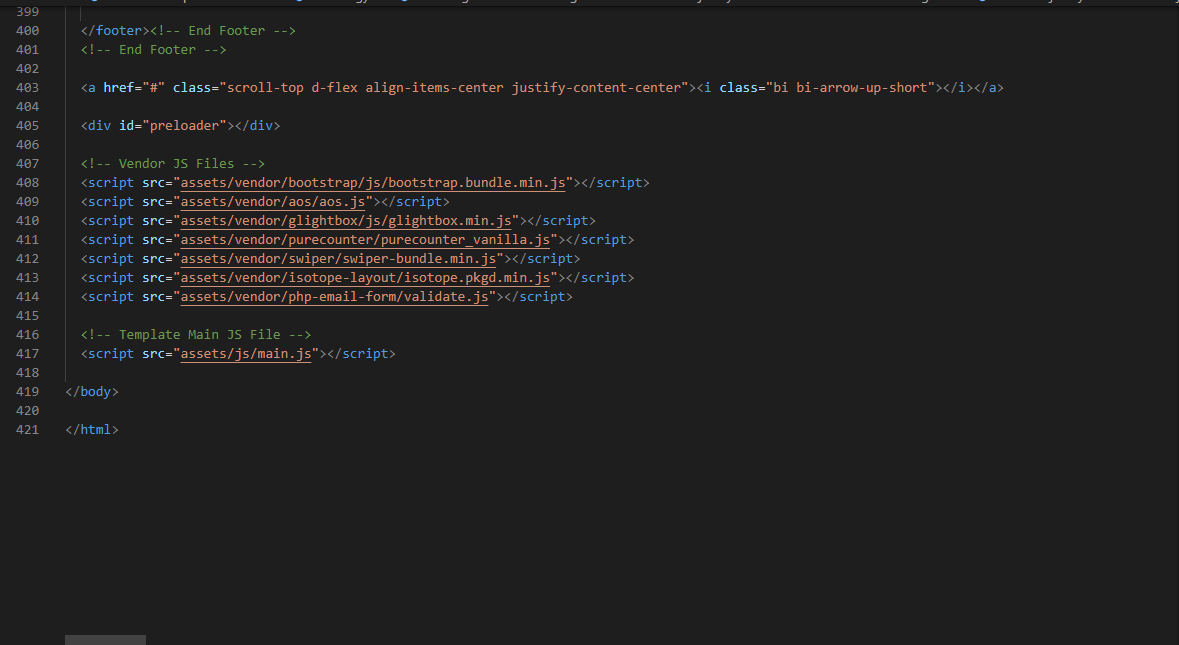 399
400 </footer><!-- End Footer -->
401 <!-- End Footer -->
402
403 <a href="#" class="scroll-top d-flex align-items-center justify-content-center"><i class="bi bi-arrow-up-short"></i></a>
404
405 <div id="preloader"></div>
406
407 <!-- Vendor JS Files -->
408 <script src="assets/vendor/bootstrap/js/bootstrap.bundle.min.js"></script>
409 <script src="assets/vendor/aos/aos.js"></script>
410 <script src="assets/vendor/glightbox/js/glightbox.min.js"></script>
411 <script src="assets/vendor/purecounter/purecounter_vanilla.js"></script>
412 <script src="assets/vendor/swiper/swiper-bundle.min.js"></script>
413 <script src="assets/vendor/isotope-layout/isotope.pkgd.min.js"></script>
414 <script src="assets/vendor/php-email-form/validate.js"></script>
415
416 <!-- Template Main JS File -->
417 <script src="assets/js/main.js"></script>
418
419 </body>
420
421 </html>